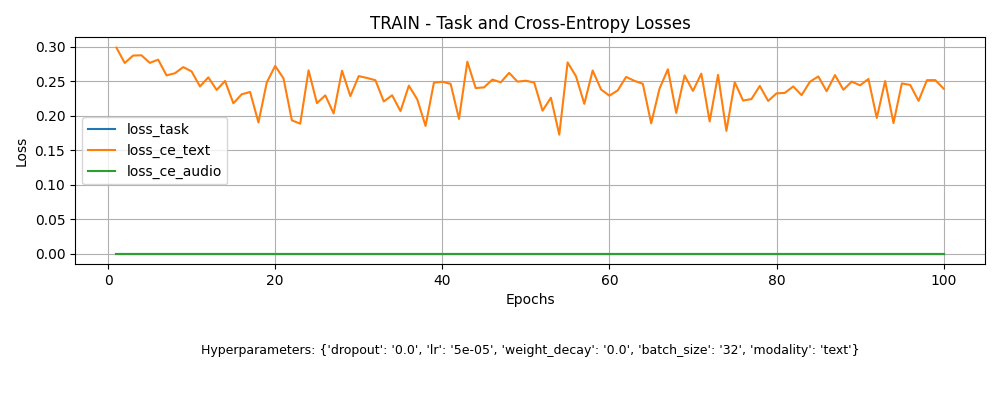 TRAIN - Task and Cross-Entropy Losses
0.30
0.25
0.20
0.15
0.10
0.05
0.00
Loss
loss_task
loss_ce_text
loss_ce_audio
0 20 40 60 80 100
Epochs
Hyperparameters: {'dropout': '0.0', 'lr': '5e-05', 'weight_decay': '0.0', 'batch_size': '32', 'modality': 'text'}